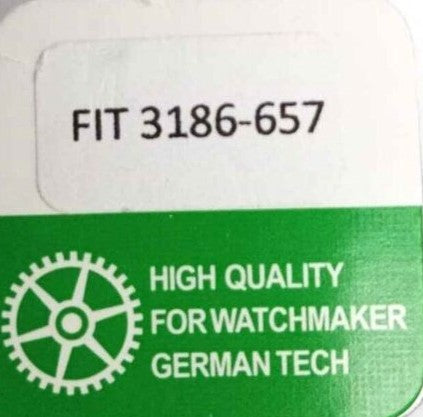 FIT 3186-657
HIGH QUALITY
FOR WATCHMAKER
GERMAN TECH